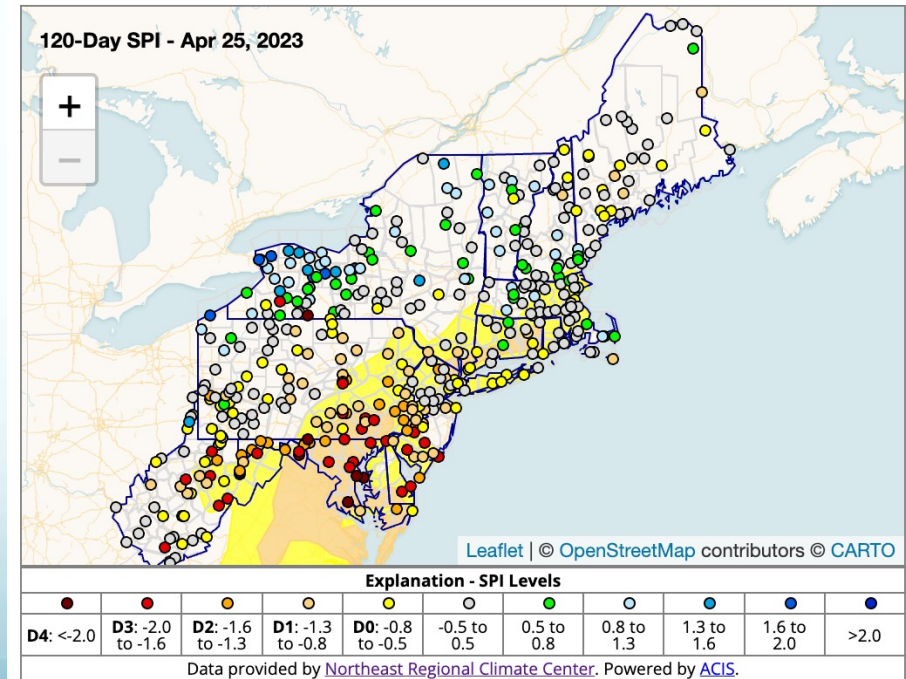 120-Day SPI - Apr 25, 2023
+
−
Leaflet | © OpenStreetMap contributors © CARTO
Explanation - SPI Levels
D4: <-2.0
D3: -2.0 to -1.6
D2: -1.6 to -1.3
D1: -1.3 to -0.8
D0: -0.8 to -0.5
-0.5 to 0.5
0.5 to 0.8
0.8 to 1.3
1.3 to 1.6
1.6 to 2.0
>2.0
Data provided by Northeast Regional Climate Center. Powered by ACIS.